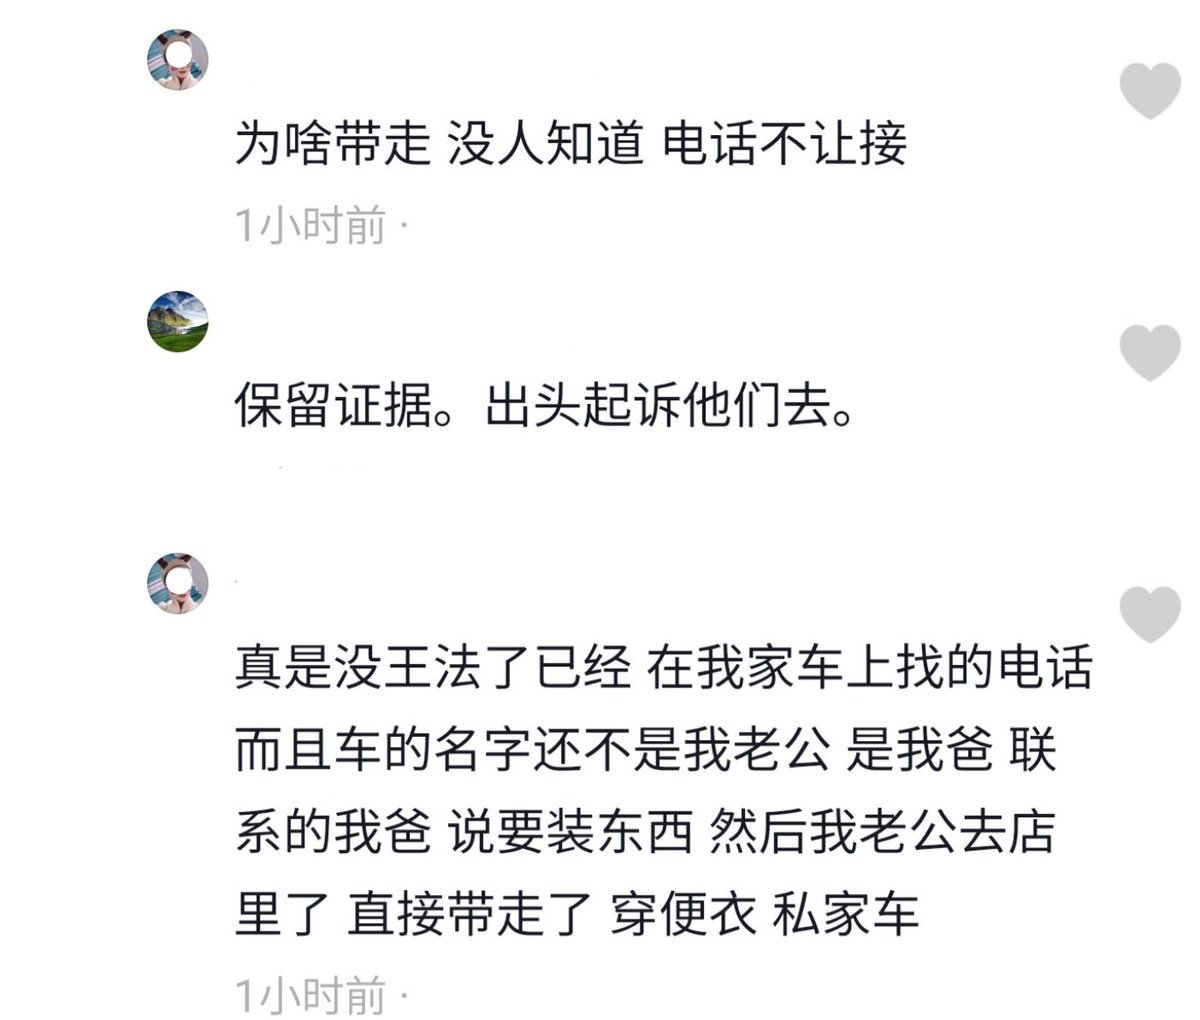 为啥带走 没人知道 电话不让接
1小时前 ·
保留证据。出头起诉他们去。
真是没王法了已经 在我家车上找的电话
而且车的名字还不是我老公 是我爸 联
系的我爸 说要装东西 然后我老公去店
里了 直接带走了 穿便衣 私家车
1小时前 ·